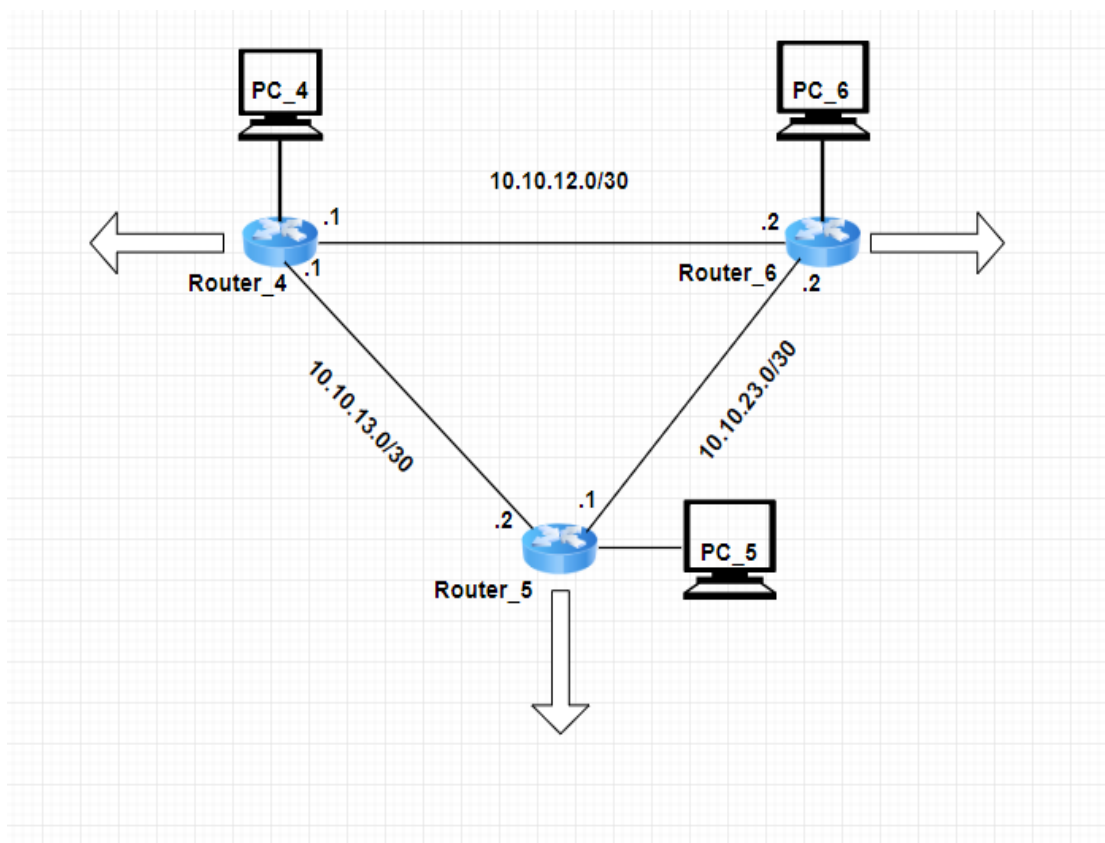 PC_4
PC_6
10.10.12.0/30
.1
.2
Router_4
.1
Router_6
.2
10.10.13.0/30
10.10.23.0/30
.2
.1
PC_5
Router_5